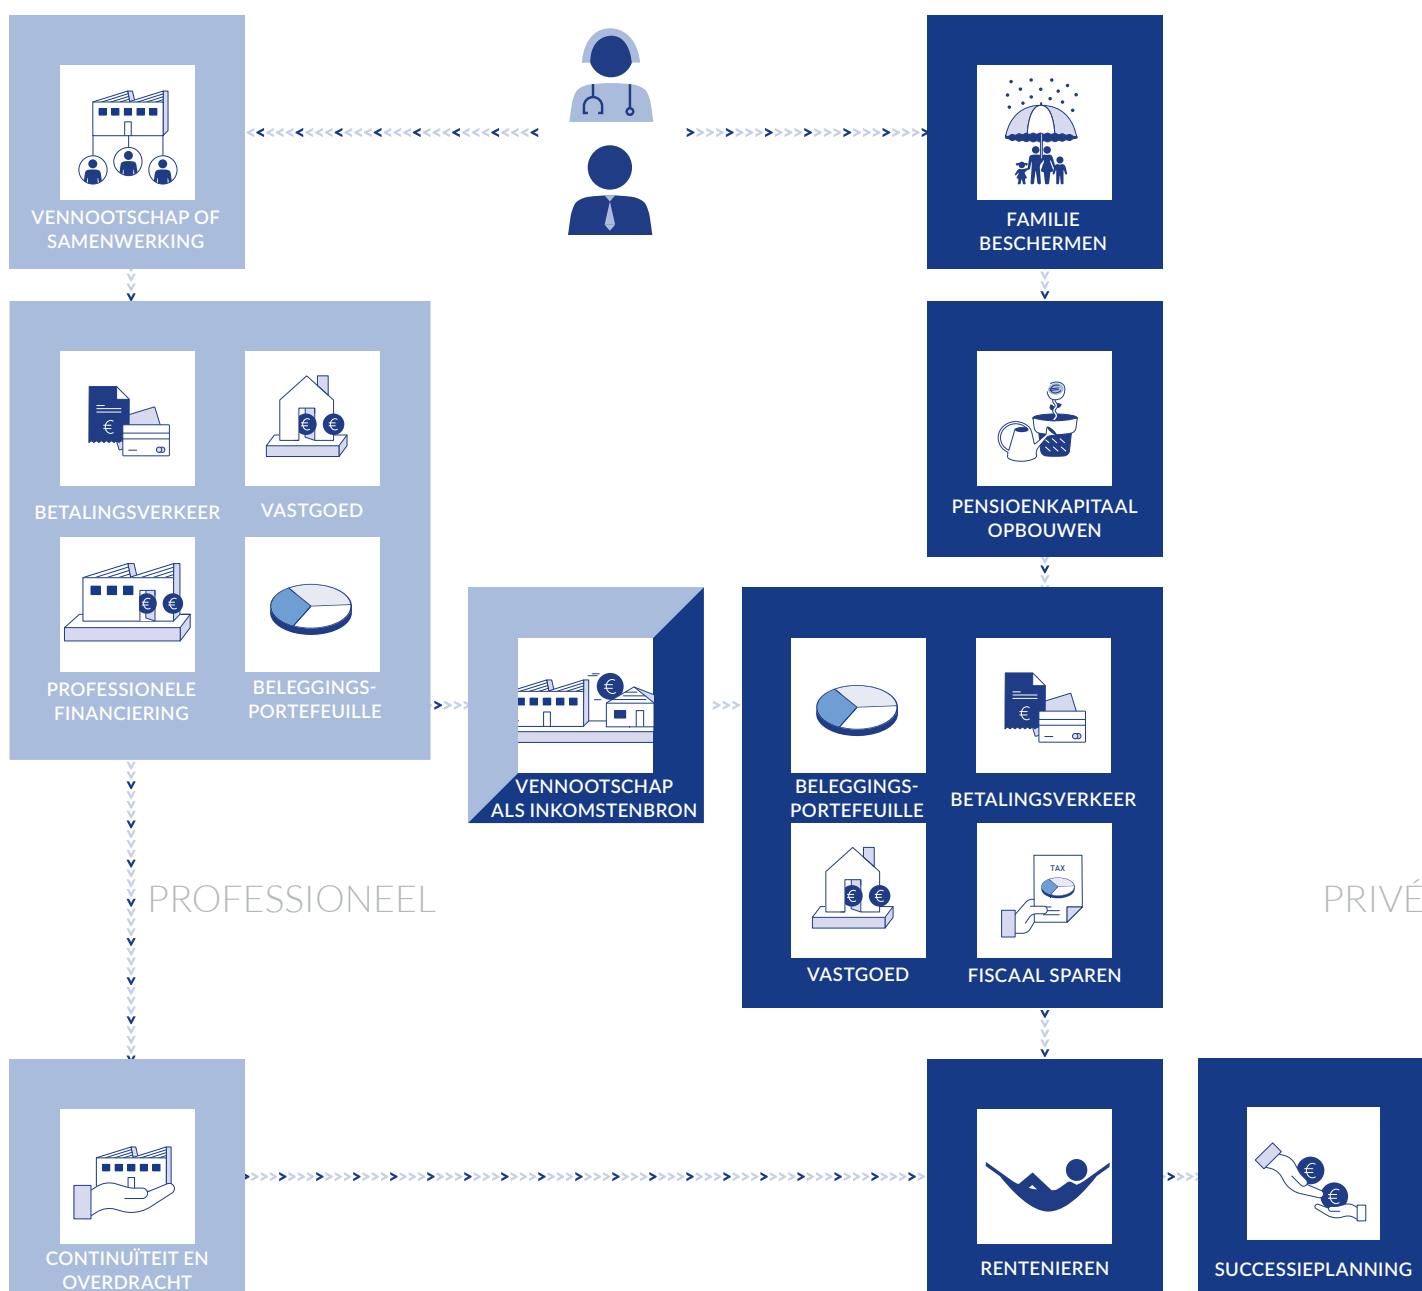 VENNOOTSCHAP OF
SAMENWERKING
FAMILIE
BESCHERMEN
€
€ €
BETALINGSVERKEER
VASTGOED
PENSIOENKAPITAAL
OPBOUWEN
€ €
PROFESSIONELE
FINANCIERING
BELEGGINGS-
PORTEFEUILLE
€
VENNOOTSCHAP
ALS INKOMSTENBRON
€
BELEGGINGS-
PORTEFEUILLE
BETALINGSVERKEER
€ €
TAX
VASTGOED
FISCAAL SPAREN
PROFESSIONEEL
PRIVÉ
CONTINUÏTEIT EN
OVERDRACHT
RENTENIEREN
€
€
SUCCESSIEPLANNING